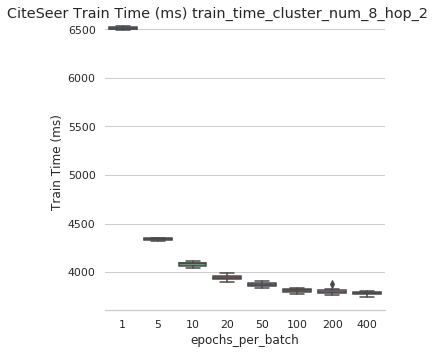 CiteSeer Train Time (ms) train_time_cluster_num_8_hop_2
6500
6000
5500
5000
4500
4000
Train Time (ms)
1 5 10 20 50 100 200 400
epochs_per_batch